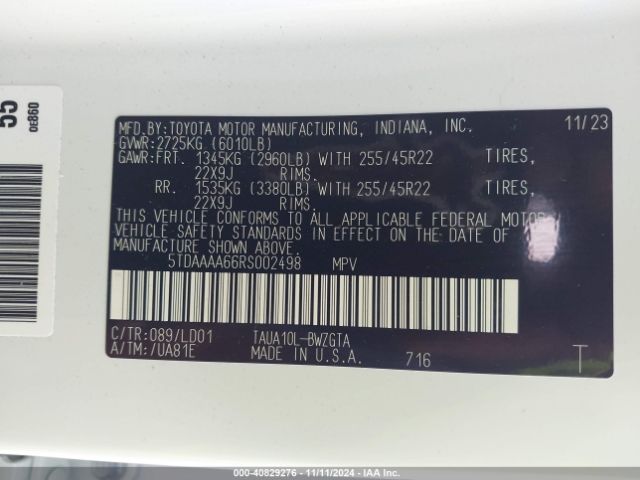 MFD.BY:TOYOTA MOTOR MANUFACTURING, INDIANA, INC. 11/23
GVWR:2725KG (6010LB)
GAWR:FRT. 1345KG (2960LB) WITH 255/45R22 TIRES,
22X9J RIMS,
RR. 1535KG (3380LB) WITH 255/45R22 TIRES,
22X9J RIMS,
THIS VEHICLE CONFORMS TO ALL APPLICABLE FEDERAL MOTOR
VEHICLE SAFETY STANDARDS IN EFFECT ON THE DATE OF
MANUFACTURE SHOWN ABOVE.
5TDAAAA66RS002498 MPV
C/TR:089/LD01 TAUA10L-BWZGTA
A/TM:/UA81E MADE IN U.S.A. 716 T
55
OE860
000-40829276 - 11/11/2024 - IAA Inc.